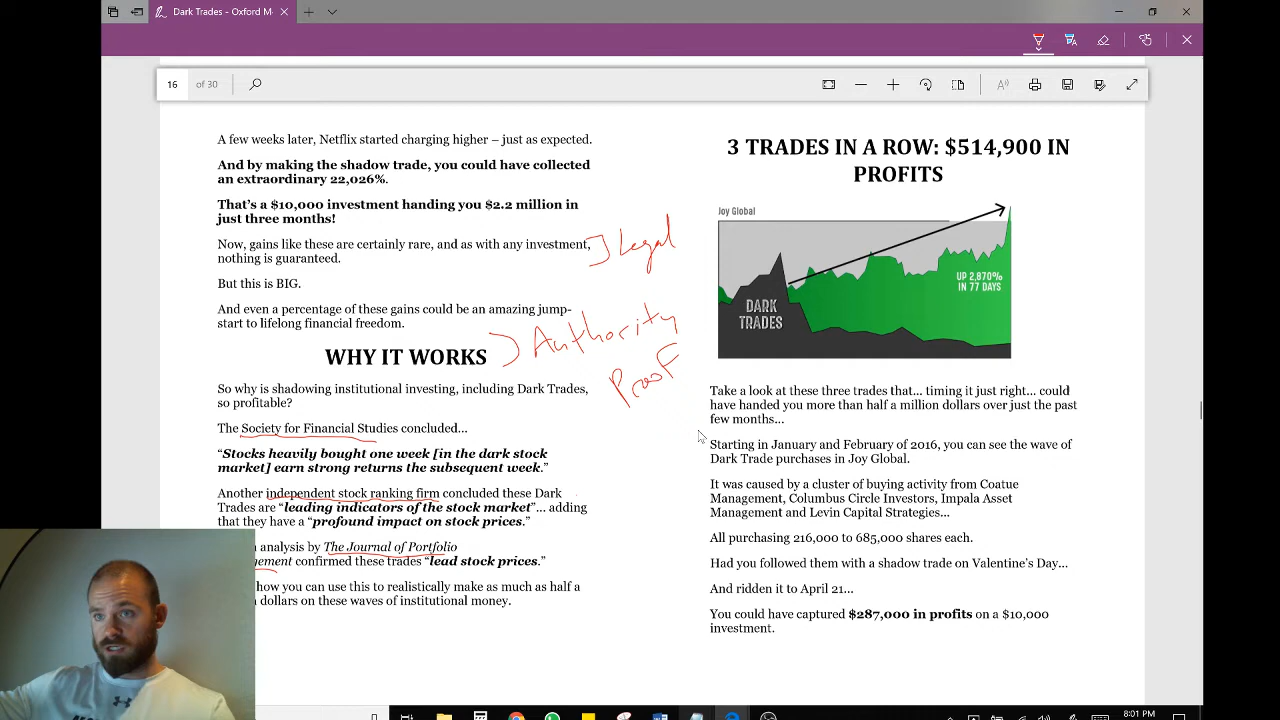 Dark Trades - Oxford M
16 of 30
A few weeks later, Netflix started charging higher – just as expected.
And by making the shadow trade, you could have collected
an extraordinary 22,026%.
That's a $10,000 investment handing you $2.2 million in
just three months!
Now, gains like these are certainly rare, and as with any investment,
nothing is guaranteed.
Legal
But this is BIG.
And even a percentage of these gains could be an amazing jump-
start to lifelong financial freedom.
WHY IT WORKS
Authority
Proof
So why is shadowing institutional investing, including Dark Trades,
so profitable?
The Society for Financial Studies concluded...
“Stocks heavily bought one week [in the dark stock
market] earn strong returns the subsequent week.”
Another independent stock ranking firm concluded these Dark
Trades are “leading indicators of the stock market”... adding
that they have a “profound impact on stock prices.”
analysis by The Journal of Portfolio
confirmed these trades “lead stock prices.”
how you can use this to realistically make as much as half a
dollars on these waves of institutional money.
3 TRADES IN A ROW: $514,900 IN
PROFITS
Joy Global
UP 2,870%
IN 77 DAYS
DARK
TRADES
Take a look at these three trades that... timing it just right... could
have handed you more than half a million dollars over just the past
few months...
Starting in January and February of 2016, you can see the wave of
Dark Trade purchases in Joy Global.
It was caused by a cluster of buying activity from Coatue
Management, Columbus Circle Investors, Impala Asset
Management and Levin Capital Strategies...
All purchasing 216,000 to 685,000 shares each.
Had you followed them with a shadow trade on Valentine's Day...
And ridden it to April 21...
You could have captured $287,000 in profits on a $10,000
investment.
8:01 PM